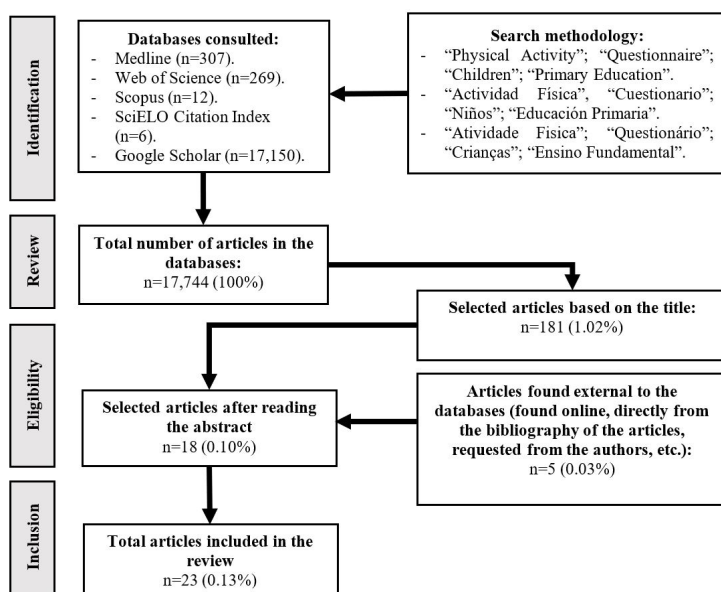 Identification
Databases consulted:
- Medline (n=307).
- Web of Science (n=269).
- Scopus (n=12).
- SciELO Citation Index
(n=6).
- Google Scholar (n=17,150).
Search methodology:
- “Physical Activity”; “Questionnaire”;
“Children”; “Primary Education”.
- “Actividad Física”, “Cuestionario”;
“Niños”; “Educación Primaria”.
- “Atividade Fisica”; “Questionário”;
“Crianças”; “Ensino Fundamental”.
Review
Total number of articles in the
databases:
n=17,744 (100%)
Selected articles based on the title:
n=181 (1.02%)
Eligibility
Selected articles after reading
the abstract
n=18 (0.10%)
Articles found external to the
databases (found online, directly from
the bibliography of the articles,
requested from the authors, etc.):
n=5 (0.03%)
Inclusion
Total articles included in the
review
n=23 (0.13%)